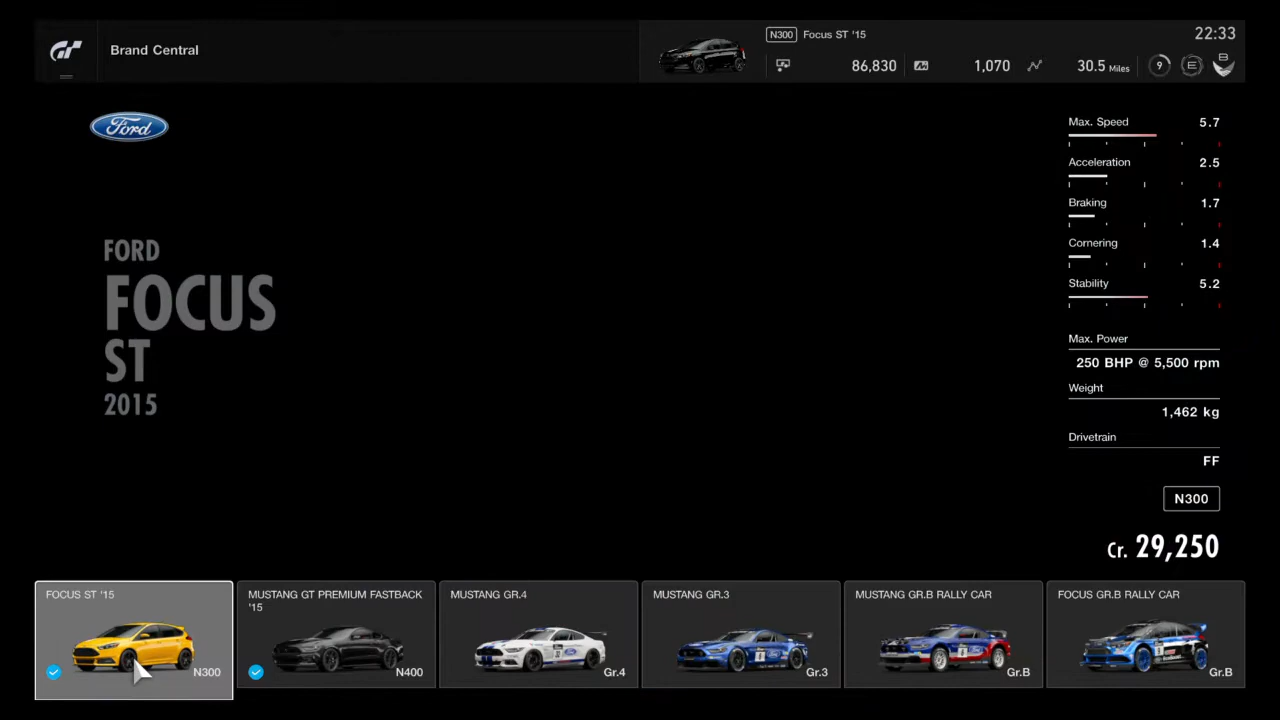 Brand Central
N300 Focus ST '15
22:33
86,830 1,070 30.5 Miles 9 E B
Ford
FORD
FOCUS
ST
2015
Max. Speed 5.7
Acceleration 2.5
Braking 1.7
Cornering 1.4
Stability 5.2
Max. Power
250 BHP @ 5,500 rpm
Weight
1,462 kg
Drivetrain
FF
N300
Cr. 29,250
FOCUS ST '15
N300
MUSTANG GT PREMIUM FASTBACK
'15
N400
MUSTANG GR.4
Gr.4
MUSTANG GR.3
Gr.3
MUSTANG GR.B RALLY CAR
Gr.B
FOCUS GR.B RALLY CAR
Gr.B